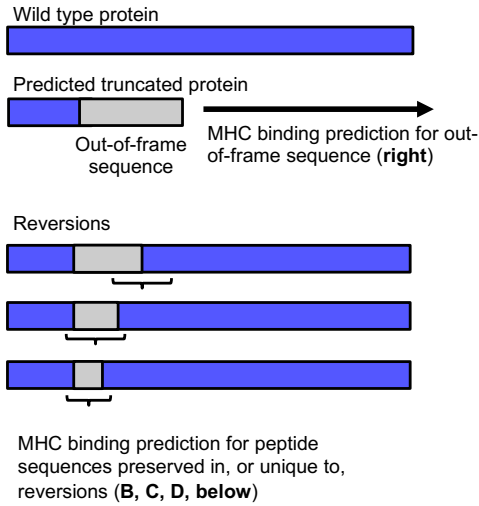 Wild type protein
Predicted truncated protein
Out-of-frame
sequence
MHC binding prediction for out-
of-frame sequence (right)
Reversions
MHC binding prediction for peptide
sequences preserved in, or unique to,
reversions (B, C, D, below)